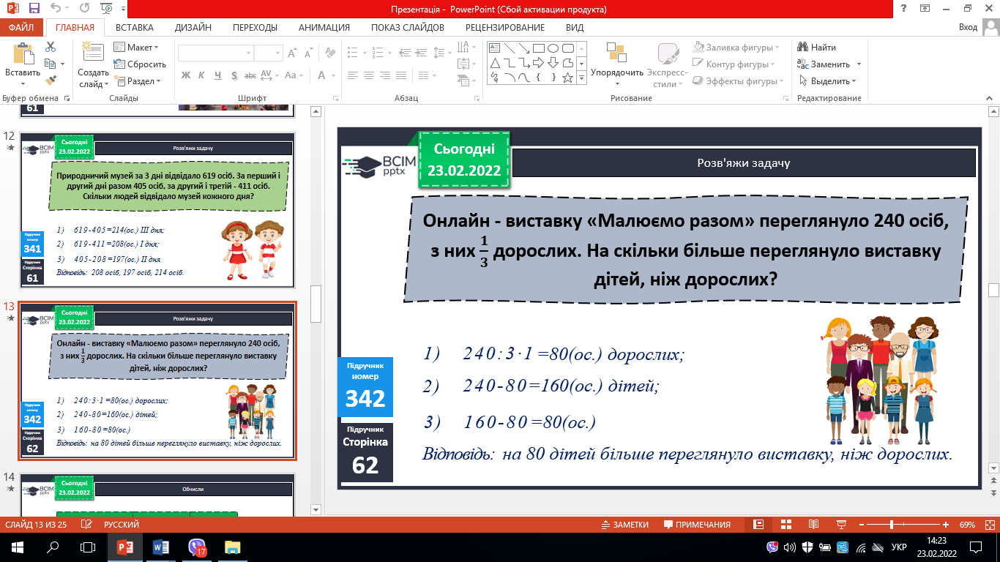 Презентація - PowerPoint (Сбой активации продукта)
ФАЙЛ ГЛАВНАЯ ВСТАВКА ДИЗАЙН ПЕРЕХОДЫ АНИМАЦИЯ ПОКАЗ СЛАЙДОВ РЕЦЕНЗИРОВАНИЕ ВИД Вход
Вставить
Буфер обмена
Создать слайд
Макет
Сбросить
Раздел
Слайды
Ж К Ч S abc AV Aa A
Шрифт
Абзац
Упорядочить
Экспресс-стили
Заливка фигуры
Контур фигуры
Эффекты фигуры
Рисование
Найти
Заменить
Выделить
Редактирование
61
12
Сьогодні
23.02.2022
Розв'яжи задачу
BCIM
pptx
Природничий музей за 3 дні відвідало 619 осіб. За перший і
другий дні разом 405 осіб, за другий і третій - 411 осіб.
Скільки людей відвідало музей кожного дня?
1) 619-405=214(ос.) ІІІ дня;
2) 619-411=208(ос.) І дня;
3) 405-208=197(ос.) ІІ дня
Відповідь: 208 осіб, 197 осіб, 214 осіб.
Підручник
номер
341
Підручник
Сторінка
61
13
Сьогодні
23.02.2022
Розв'яжи задачу
BCIM
pptx
Онлайн - виставку «Малюємо разом» переглянуло 240 осіб,
з них 1/3 дорослих. На скільки більше переглянуло виставку
дітей, ніж дорослих?
1) 240:3·1=80(ос.) дорослих;
2) 240-80=160(ос.) дітей;
3) 160-80=80(ос.)
Відповідь: на 80 дітей більше переглянуло виставку, ніж дорослих.
Підручник
номер
342
Підручник
Сторінка
62
14
Сьогодні
23.02.2022
Обчисли
BCIM
pptx
Сьогодні
23.02.2022
BCIM
pptx
Розв'яжи задачу
Онлайн - виставку «Малюємо разом» переглянуло 240 осіб,
з них 1/3 дорослих. На скільки більше переглянуло виставку
дітей, ніж дорослих?
1) 240:3·1=80(ос.) дорослих;
2) 240-80=160(ос.) дітей;
3) 160-80=80(ос.)
Відповідь: на 80 дітей більше переглянуло виставку, ніж дорослих.
Підручник
номер
342
Підручник
Сторінка
62
СЛАЙД 13 ИЗ 25 РУССКИЙ ЗАМЕТКИ ПРИМЕЧАНИЯ 69%
17
УКР
14:23
23.02.2022